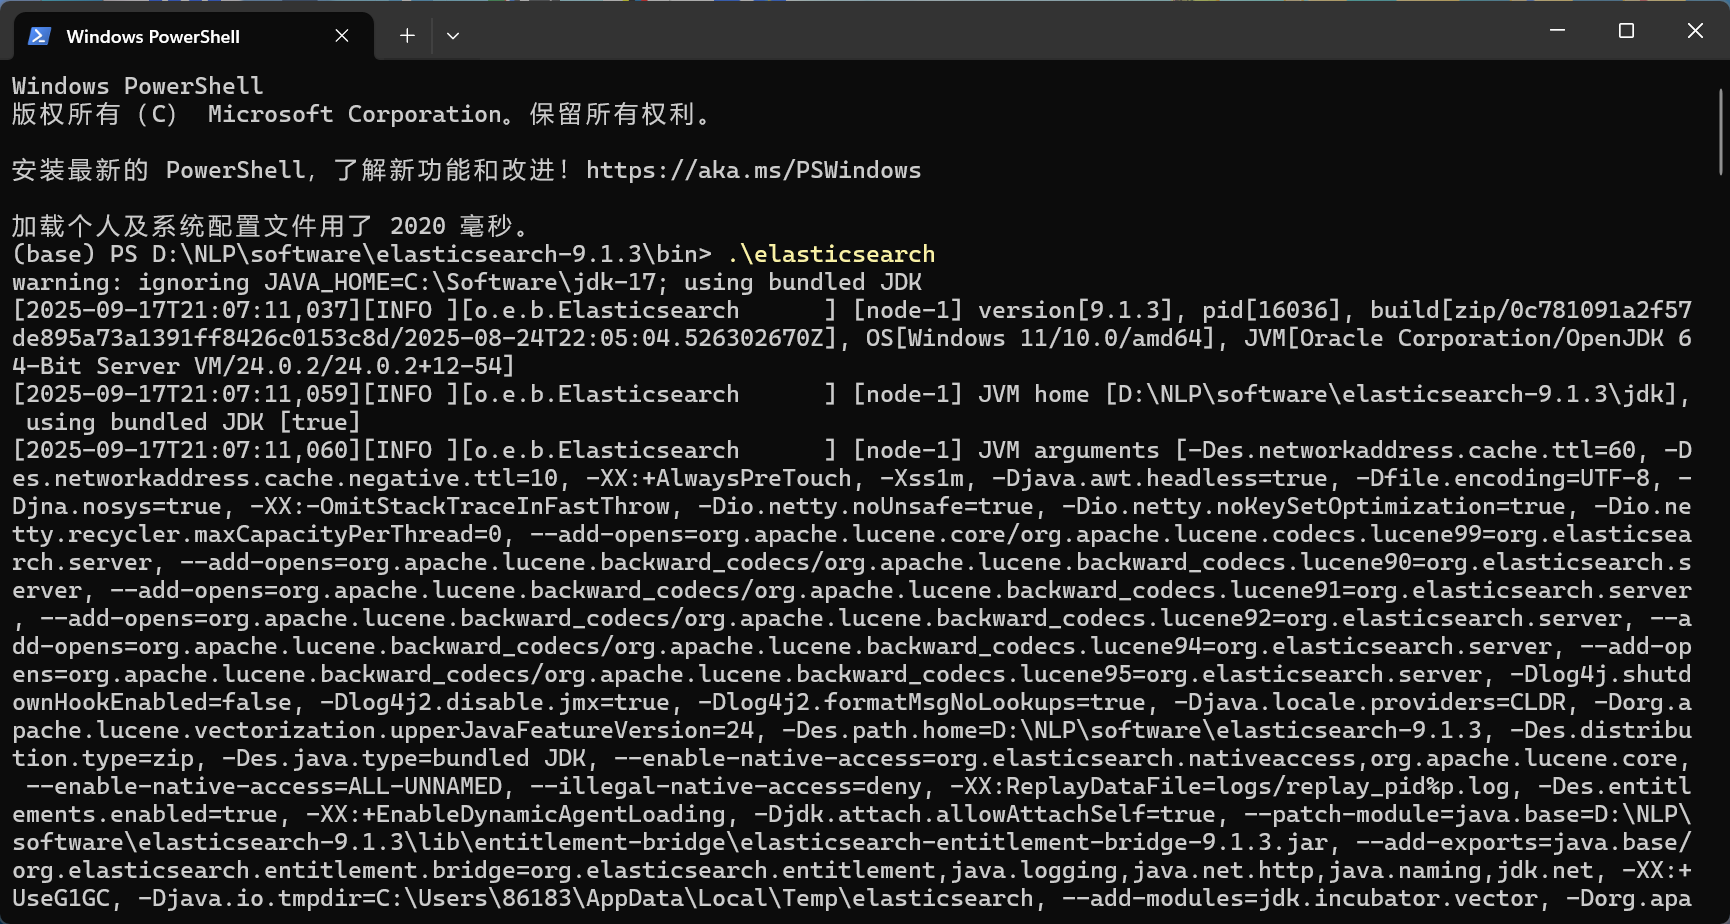 Windows PowerShell
Windows PowerShell
版权所有（C） Microsoft Corporation。保留所有权利。
安装最新的 PowerShell，了解新功能和改进！https://aka.ms/PSWindows
加载个人及系统配置文件用了 2020 毫秒。
(base) PS D:\NLP\software\elasticsearch-9.1.3\bin> .\elasticsearch
warning: ignoring JAVA_HOME=C:\Software\jdk-17; using bundled JDK
[2025-09-17T21:07:11,037][INFO ][o.e.b.Elasticsearch      ] [node-1] version[9.1.3], pid[16036], build[zip/0c781091a2f57
de895a73a1391ff8426c0153c8d/2025-08-24T22:05:04.526302670Z], OS[Windows 11/10.0/amd64], JVM[Oracle Corporation/OpenJDK 6
4-Bit Server VM/24.0.2/24.0.2+12-54]
[2025-09-17T21:07:11,059][INFO ][o.e.b.Elasticsearch      ] [node-1] JVM home [D:\NLP\software\elasticsearch-9.1.3\jdk],
 using bundled JDK [true]
[2025-09-17T21:07:11,060][INFO ][o.e.b.Elasticsearch      ] [node-1] JVM arguments [-Des.networkaddress.cache.ttl=60, -D
es.networkaddress.cache.negative.ttl=10, -XX:+AlwaysPreTouch, -Xss1m, -Djava.awt.headless=true, -Dfile.encoding=UTF-8, -
Djna.nosys=true, -XX:-OmitStackTraceInFastThrow, -Dio.netty.noUnsafe=true, -Dio.netty.noKeySetOptimization=true, -Dio.ne
tty.recycler.maxCapacityPerThread=0, --add-opens=org.apache.lucene.core/org.apache.lucene.codecs.lucene99=org.elasticsea
rch.server, --add-opens=org.apache.lucene.backward_codecs/org.apache.lucene.backward_codecs.lucene90=org.elasticsearch.s
erver, --add-opens=org.apache.lucene.backward_codecs/org.apache.lucene.backward_codecs.lucene91=org.elasticsearch.server
, --add-opens=org.apache.lucene.backward_codecs/org.apache.lucene.backward_codecs.lucene92=org.elasticsearch.server, --a
dd-opens=org.apache.lucene.backward_codecs/org.apache.lucene.backward_codecs.lucene94=org.elasticsearch.server, --add-op
ens=org.apache.lucene.backward_codecs/org.apache.lucene.backward_codecs.lucene95=org.elasticsearch.server, -Dlog4j.shutd
ownHookEnabled=false, -Dlog4j2.disable.jmx=true, -Dlog4j2.formatMsgNoLookups=true, -Djava.locale.providers=CLDR, -Dorg.a
pache.lucene.vectorization.upperJavaFeatureVersion=24, -Des.path.home=D:\NLP\software\elasticsearch-9.1.3, -Des.distribu
tion.type=zip, -Des.java.type=bundled JDK, --enable-native-access=org.elasticsearch.nativeaccess,org.apache.lucene.core,
 --enable-native-access=ALL-UNNAMED, --illegal-native-access=deny, -XX:ReplayDataFile=logs/replay_pid%p.log, -Des.entitl
ements.enabled=true, -XX:+EnableDynamicAgentLoading, -Djdk.attach.allowAttachSelf=true, --patch-module=java.base=D:\NLP\
software\elasticsearch-9.1.3\lib\entitlement-bridge\elasticsearch-entitlement-bridge-9.1.3.jar, --add-exports=java.base/
org.elasticsearch.entitlement.bridge=org.elasticsearch.entitlement,java.logging,java.net.http,java.naming,jdk.net, -XX:+
UseG1GC, -Djava.io.tmpdir=C:\Users\86183\AppData\Local\Temp\elasticsearch, --add-modules=jdk.incubator.vector, -Dorg.apa